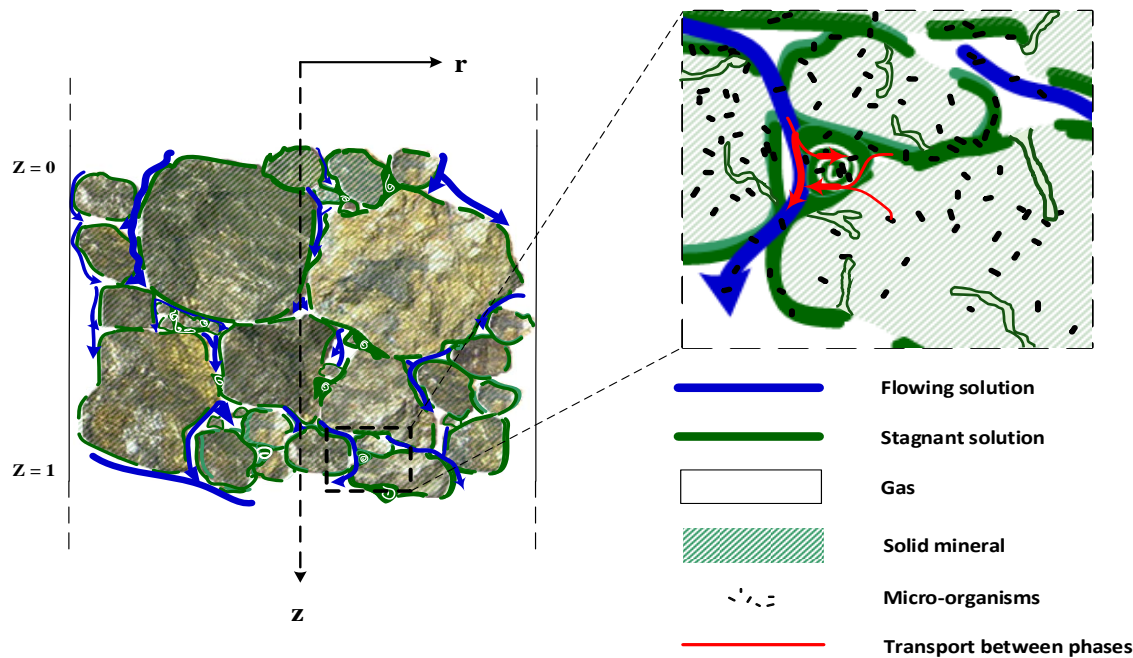 r
Z = 0
Z = 1
z
Flowing solution
Stagnant solution
Gas
Solid mineral
Micro-organisms
Transport between phases